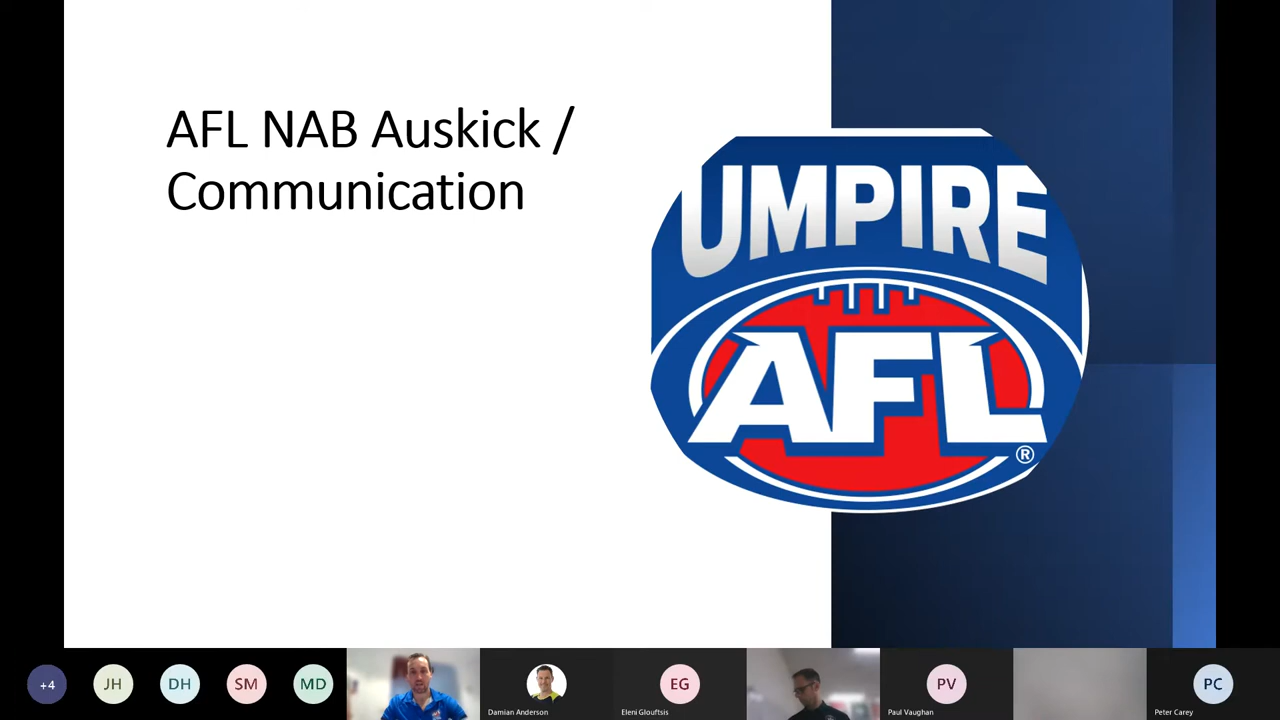 AFL NAB Auskick /
Communication
UMPIRE
AFL
®
+4
JH
DH
SM
MD
Damian Anderson
EG
Eleni Glouftsis
PV
Paul Vaughan
PC
Peter Carey